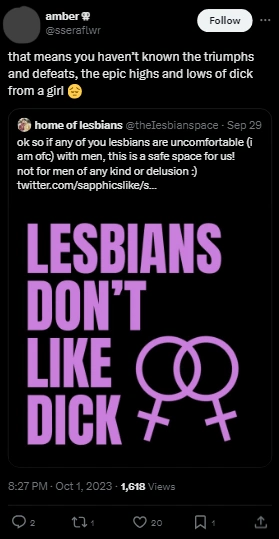 amber
@sseraflwr
Follow
that means you haven't known the triumphs
and defeats, the epic highs and lows of dick
from a girl 😔
home of lesbians @thelesbianspace · Sep 29
ok so if any of you lesbians are uncomfortable (i
am ofc) with men, this is a safe space for us!
not for men of any kind or delusion :)
twitter.com/sapphicslike/s...
LESBIANS
DON'T
LIKE
DICK
8:27 PM · Oct 1, 2023 · 1,618 Views
2 1 20 1